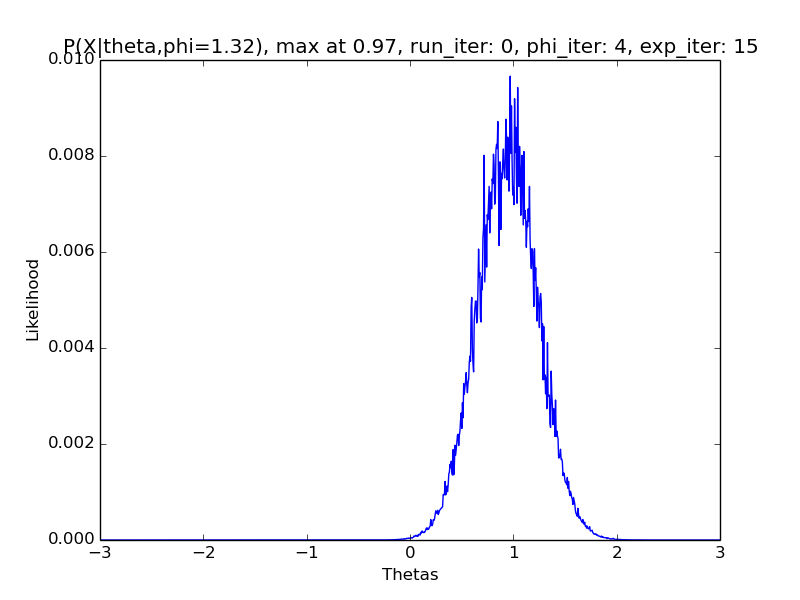 P(X|theta,phi=1.32), max at 0.97, run_iter: 0, phi_iter: 4, exp_iter: 15
0.010
0.008
0.006
0.004
0.002
0.000
Likelihood
−3 −2 −1 0 1 2 3
Thetas